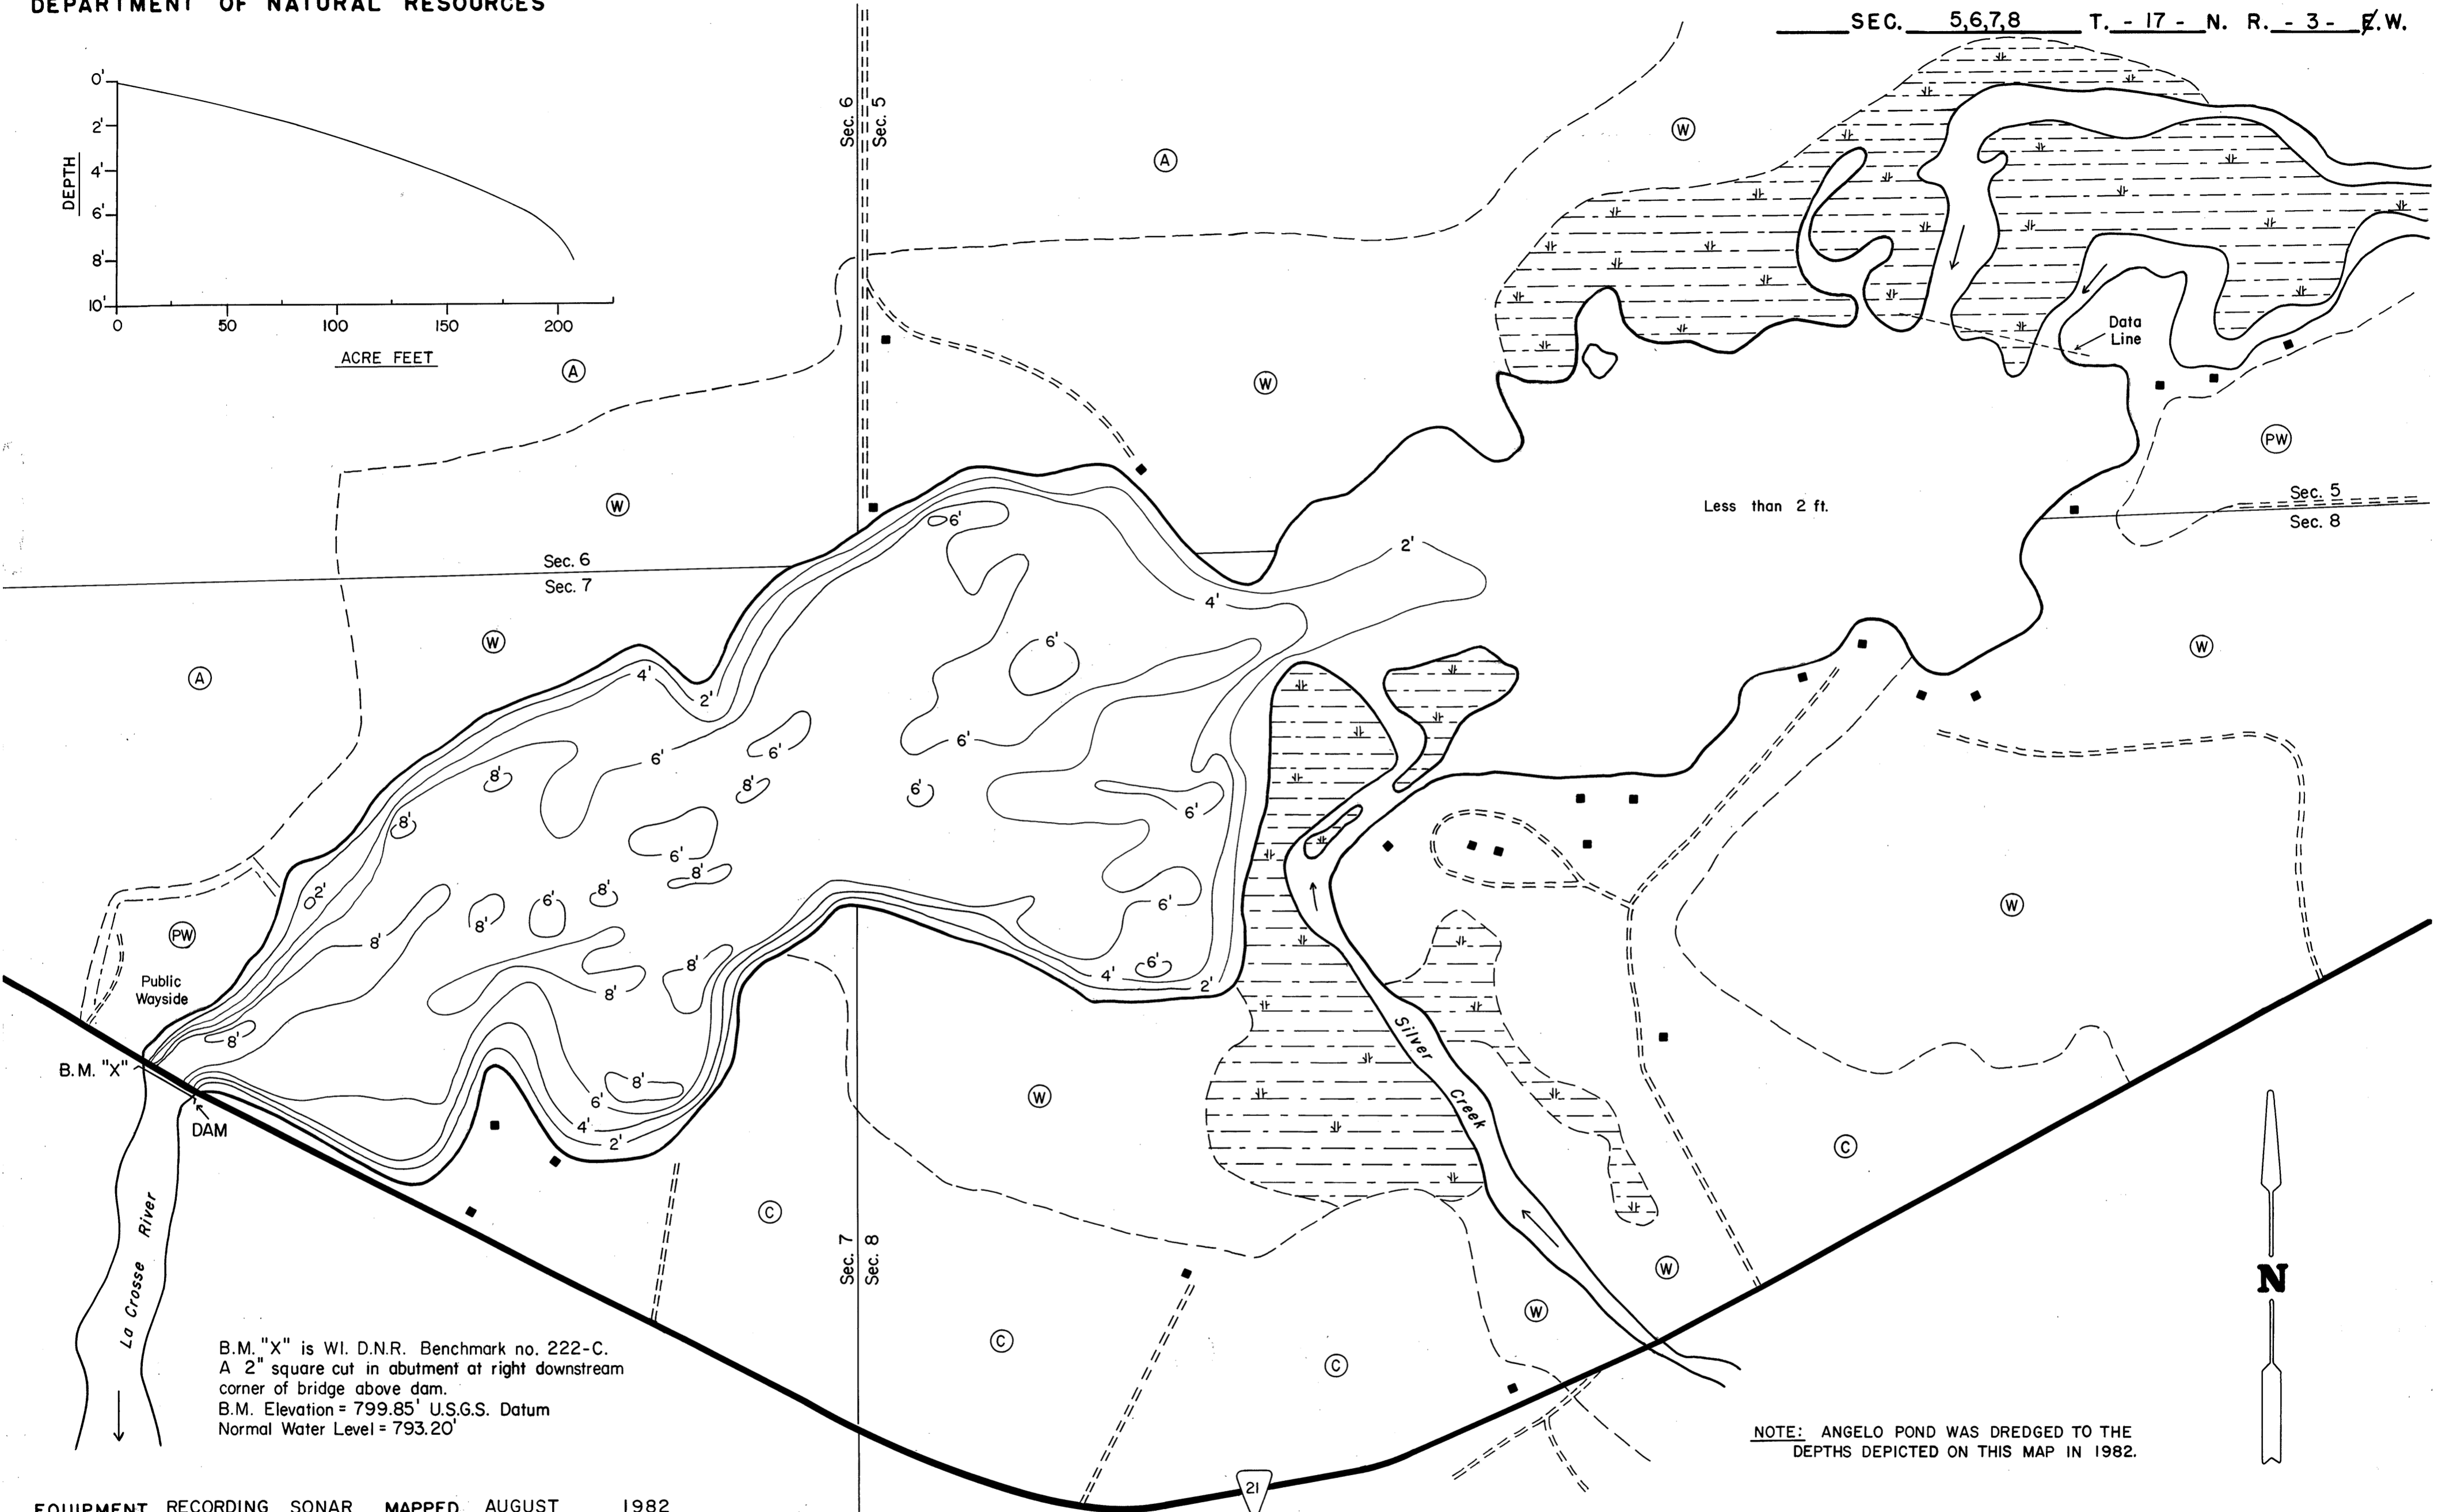 DEPARTMENT OF NATURAL RESOURCES
SEC. 5,6,7,8 T. - 17 - N. R. - 3 - E.W.
0'
2'
4'
6'
8'
10'
DEPTH
0 50 100 150 200
ACRE FEET
Sec. 6
Sec. 5
A
W
A
W
W
Data
Line
PW
Less than 2 ft.
Sec. 5
Sec. 8
Sec. 6
Sec. 7
W
A
W
6'
2'
4'
6'
4'
2'
6'
6'
6'
8'
8'
6'
6'
8'
6'
8'
2'
8'
6'
8'
8'
6'
8'
8'
8'
6'
4'
2'
8'
8'
6'
4'
2'
W
PW
Public
Wayside
B.M. "X"
DAM
W
C
C
Silver
Creek
Sec. 7
Sec. 8
W
W
C
C
La Crosse River
B.M. "X" is WI. D.N.R. Benchmark no. 222-C.
A 2" square cut in abutment at right downstream
corner of bridge above dam.
B.M. Elevation = 799.85' U.S.G.S. Datum
Normal Water Level = 793.20'
N
NOTE: ANGELO POND WAS DREDGED TO THE
DEPTHS DEPICTED ON THIS MAP IN 1982.
21
EQUIPMENT RECORDING SONAR MAPPED AUGUST 1982